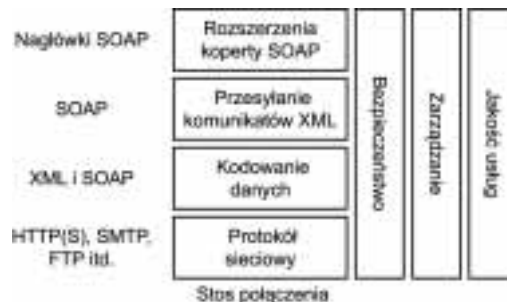 Nagłówki SOAP
Rozszerzenia
koperty SOAP
SOAP
Przesyłanie
komunikatów XML
XML i SOAP
Kodowanie
danych
HTTP(S), SMTP,
FTP itd.
Protokół
sieciowy
Bezpieczeństwo
Zarządzanie
Jakość usług
Stos połączenia